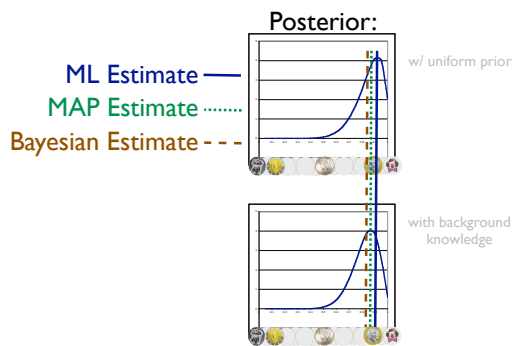 Posterior:
ML Estimate
MAP Estimate
Bayesian Estimate
w/ uniform prior
with background
knowledge